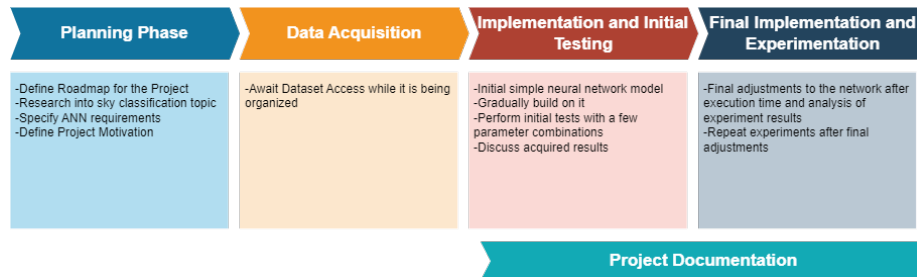 Planning Phase
Data Acquisition
Implementation and Initial
Testing
Final Implementation and
Experimentation
-Define Roadmap for the Project
-Research into sky classification topic
-Specify ANN requirements
-Define Project Motivation
-Await Dataset Access while it is being
organized
-Initial simple neural network model
-Gradually build on it
-Perform initial tests with a few
parameter combinations
-Discuss acquired results
-Final adjustments to the network after
execution time and analysis of
experiment results
-Repeat experiments after final
adjustments
Project Documentation